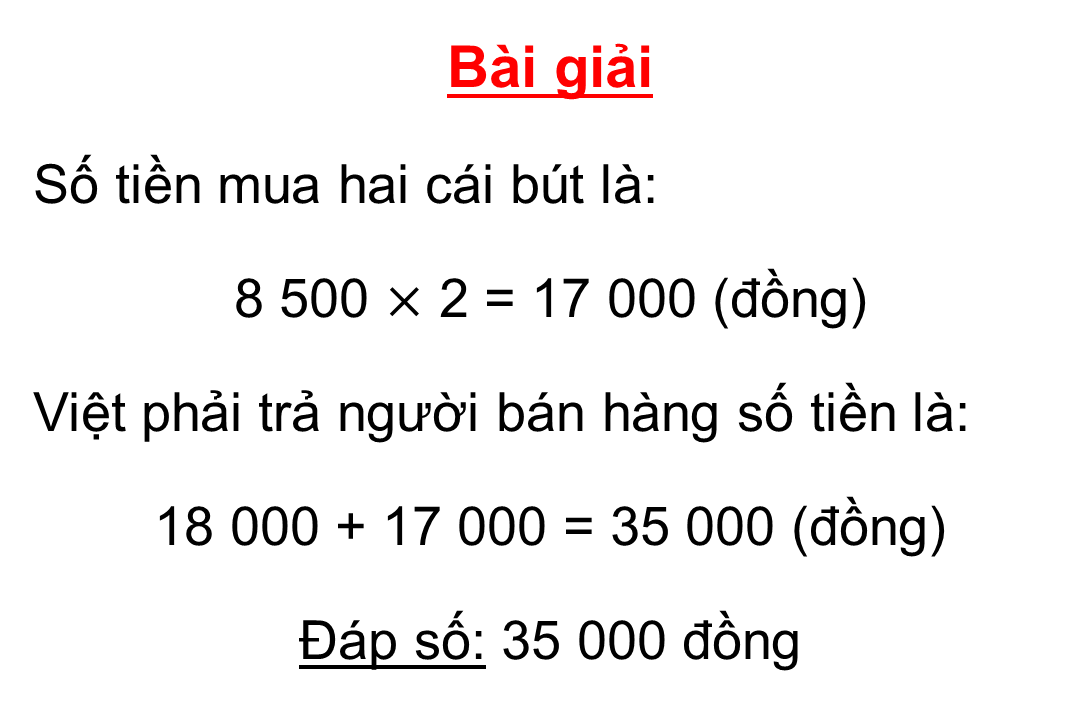 Bài giải
Số tiền mua hai cái bút là:
8 500 × 2 = 17 000 (đồng)
Việt phải trả người bán hàng số tiền là:
18 000 + 17 000 = 35 000 (đồng)
Đáp số: 35 000 đồng